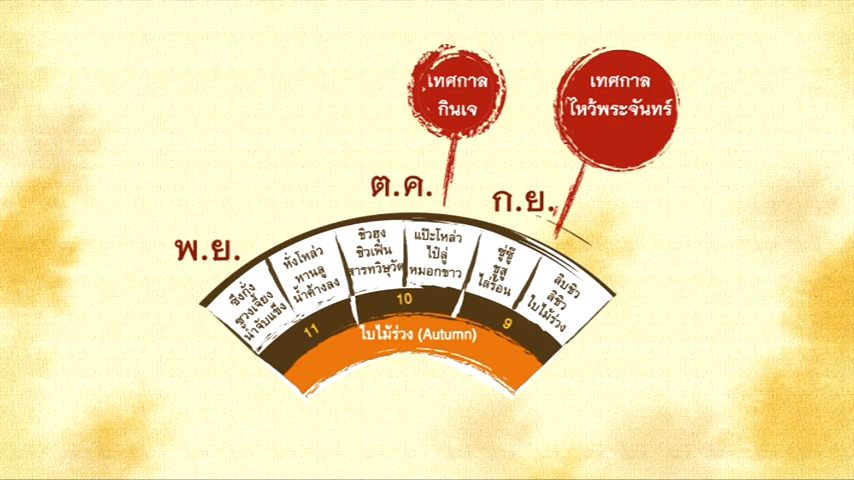 เทศกาล
กินเจ
เทศกาล
ไหว้พระจันทร์
พ.ย.
ต.ค.
ก.ย.
ซึงกั่ง
ซวงเจี้ยง
น้ำจับแข็ง
หั่งโหล่ว
หานลู
น้ำค้างลง
ชิวฮุง
ชิวเฟิน
สารทวิษุวัต
แป๊ะโหล่ว
ไป๋ลู่
หมอกขาว
ชู่ซู๊
ชูสู
ไล่ร้อน
ลิบชิว
ลิชิว
ใบไม้ร่วง
11
10
9
ใบไม้ร่วง (Autumn)